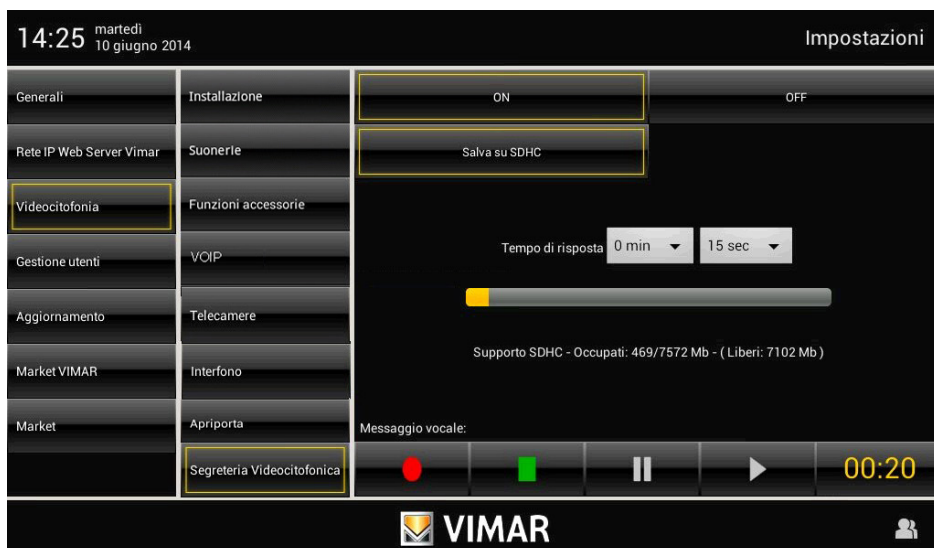 14:25 martedì
10 giugno 2014
Impostazioni
Generali
Rete IP Web Server Vimar
Videocitofonia
Gestione utenti
Aggiornamento
Market VIMAR
Market
Installazione
Suonerie
Funzioni accessorie
VOIP
Telecamere
Interfono
Apriporta
Segreteria Videocitofonica
ON
OFF
Salva su SDHC
Tempo di risposta 0 min 15 sec
Supporto SDHC - Occupati: 469/7572 Mb - ( Liberi: 7102 Mb )
Messaggio vocale:
00:20
VIMAR